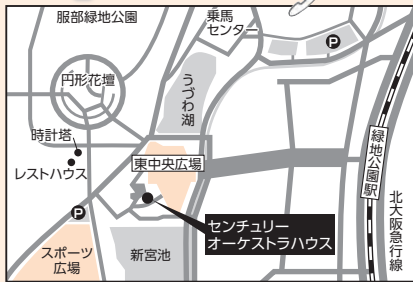 服部緑地公園
乗馬
センター
P
円形花壇
うづわ湖
時計塔
レストハウス
東中央広場
緑地公園駅
北大阪急行線
P
センチュリー
オーケストラハウス
スポーツ
広場
新宮池